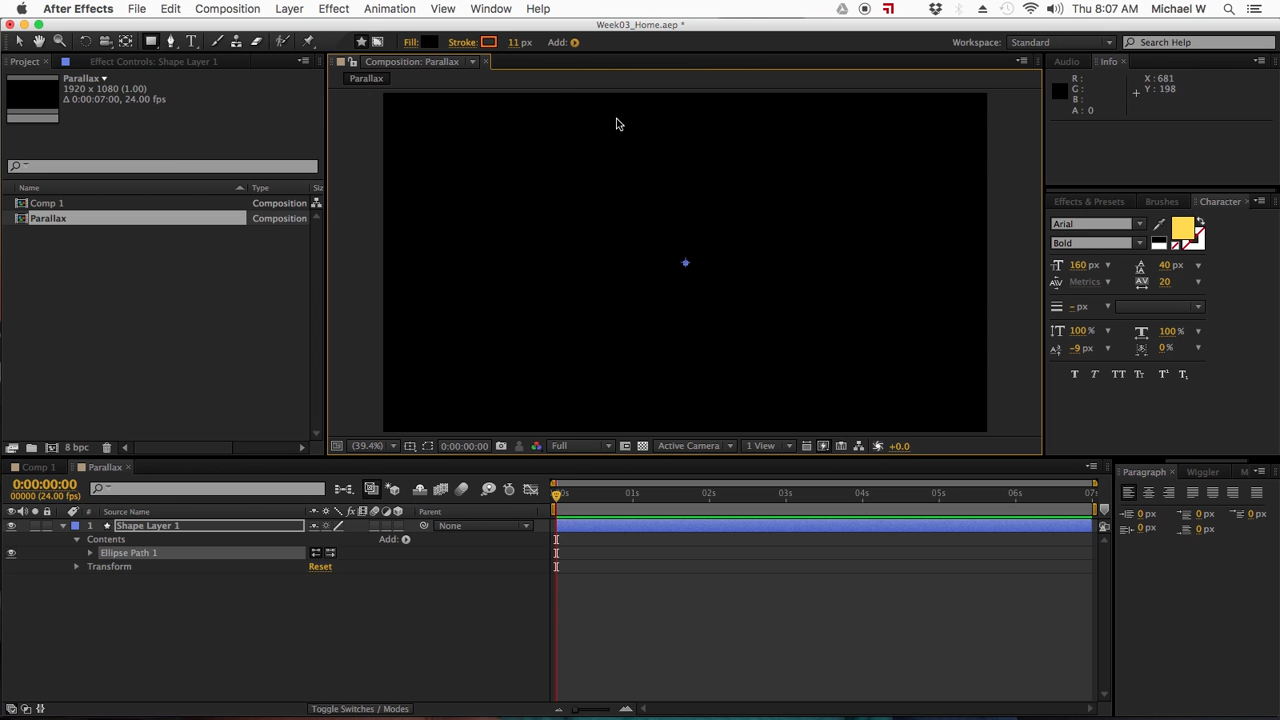 After Effects File Edit Composition Layer Effect Animation View Window Help Thu 8:07 AM Michael W
Week03_Home.aep *
Fill: Stroke: 11 px Add: Workspace: Standard Search Help
Project Effect Controls: Shape Layer 1 Composition: Parallax Audio Info
Parallax
1920 x 1080 (1.00)
Δ 0:00:07:00, 24.00 fps
Parallax
R: X : 681
G: Y : 198
B:
A : 0
Name Type Siz
Comp 1 Composition
Parallax Composition
Effects & Presets Brushes Character
Arial
Bold
160 px 40 px
Metrics 20
– px
100 % 100 %
-9 px 0 %
T T TT Tт T¹ T₁
8 bpc
(39.4%) 0:00:00:00 Full Active Camera 1 View +0.0
Comp 1 Parallax
0:00:00:00
00000 (24.00 fps)
0s 01s 02s 03s 04s 05s 06s 07s
# Source Name Parent
1 Shape Layer 1 None
Contents Add:
Ellipse Path 1
Transform Reset
Toggle Switches / Modes
Paragraph Wiggler M
0 px 0 px 0 px
0 px 0 px